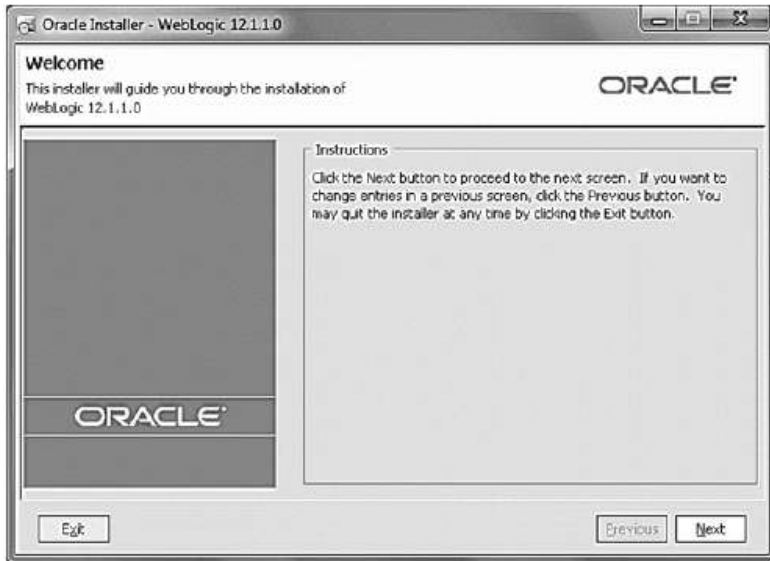 Oracle Installer - WebLogic 12.1.1.0
Welcome
This installer will guide you through the installation of
WebLogic 12.1.1.0
ORACLE
Instructions
Click the Next button to proceed to the next screen. If you want to
change entries in a previous screen, click the Previous button. You
may quit the installer at any time by clicking the Exit button.
ORACLE
Exit
Previous
Next